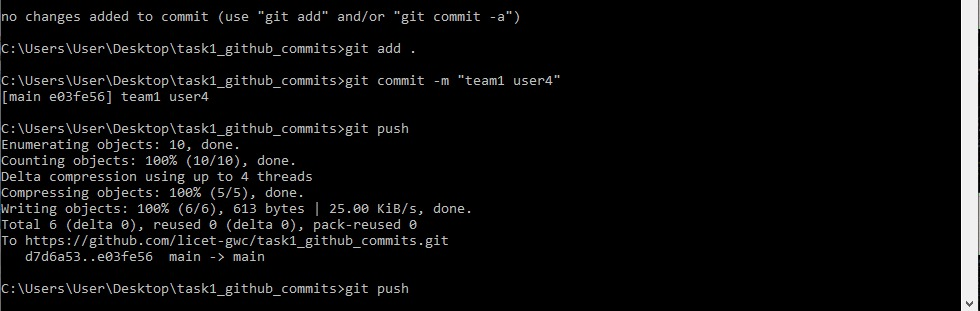 no changes added to commit (use "git add" and/or "git commit -a")
C:\Users\User\Desktop\task1_github_commits>git add .
C:\Users\User\Desktop\task1_github_commits>git commit -m "team1 user4"
[main e03fe56] team1 user4
C:\Users\User\Desktop\task1_github_commits>git push
Enumerating objects: 10, done.
Counting objects: 100% (10/10), done.
Delta compression using up to 4 threads
Compressing objects: 100% (5/5), done.
Writing objects: 100% (6/6), 613 bytes | 25.00 KiB/s, done.
Total 6 (delta 0), reused 0 (delta 0), pack-reused 0
To https://github.com/licet-gwc/task1_github_commits.git
   d7d6a53..e03fe56  main -> main
C:\Users\User\Desktop\task1_github_commits>git push